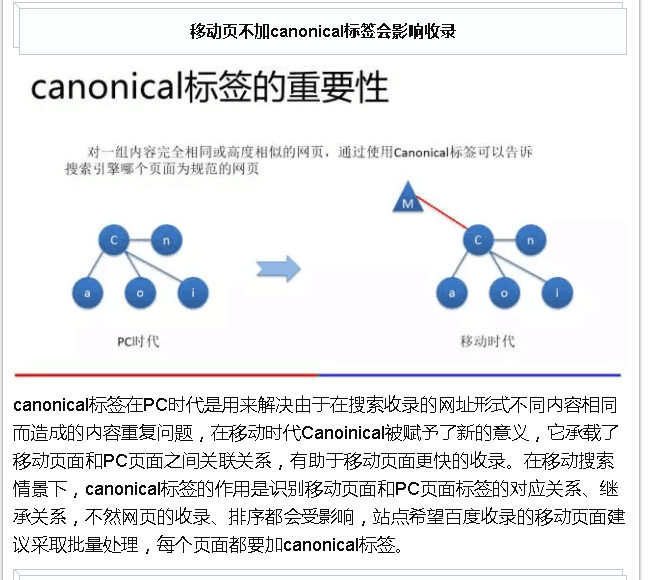 移动页不加canonical标签会影响收录
canonical标签的重要性
对一组内容完全相同或高度相似的网页，通过使用Canonical标签可以告诉
搜索引擎哪个页面为规范的网页
M
C n C n
a o i a o i
PC时代 移动时代
canonical标签在PC时代是用来解决由于在搜索收录的网址形式不同内容相同
而造成的内容重复问题，在移动时代Canoinical被赋予了新的意义，它承载了
移动页面和PC页面之间关联关系，有助于移动页面更快的收录。在移动搜索
情景下，canonical标签的作用是识别移动页面和PC页面标签的对应关系、继
承关系，不然网页的收录、排序都会受影响，站点希望百度收录的移动页面建
议采取批量处理，每个页面都要加canonical标签。